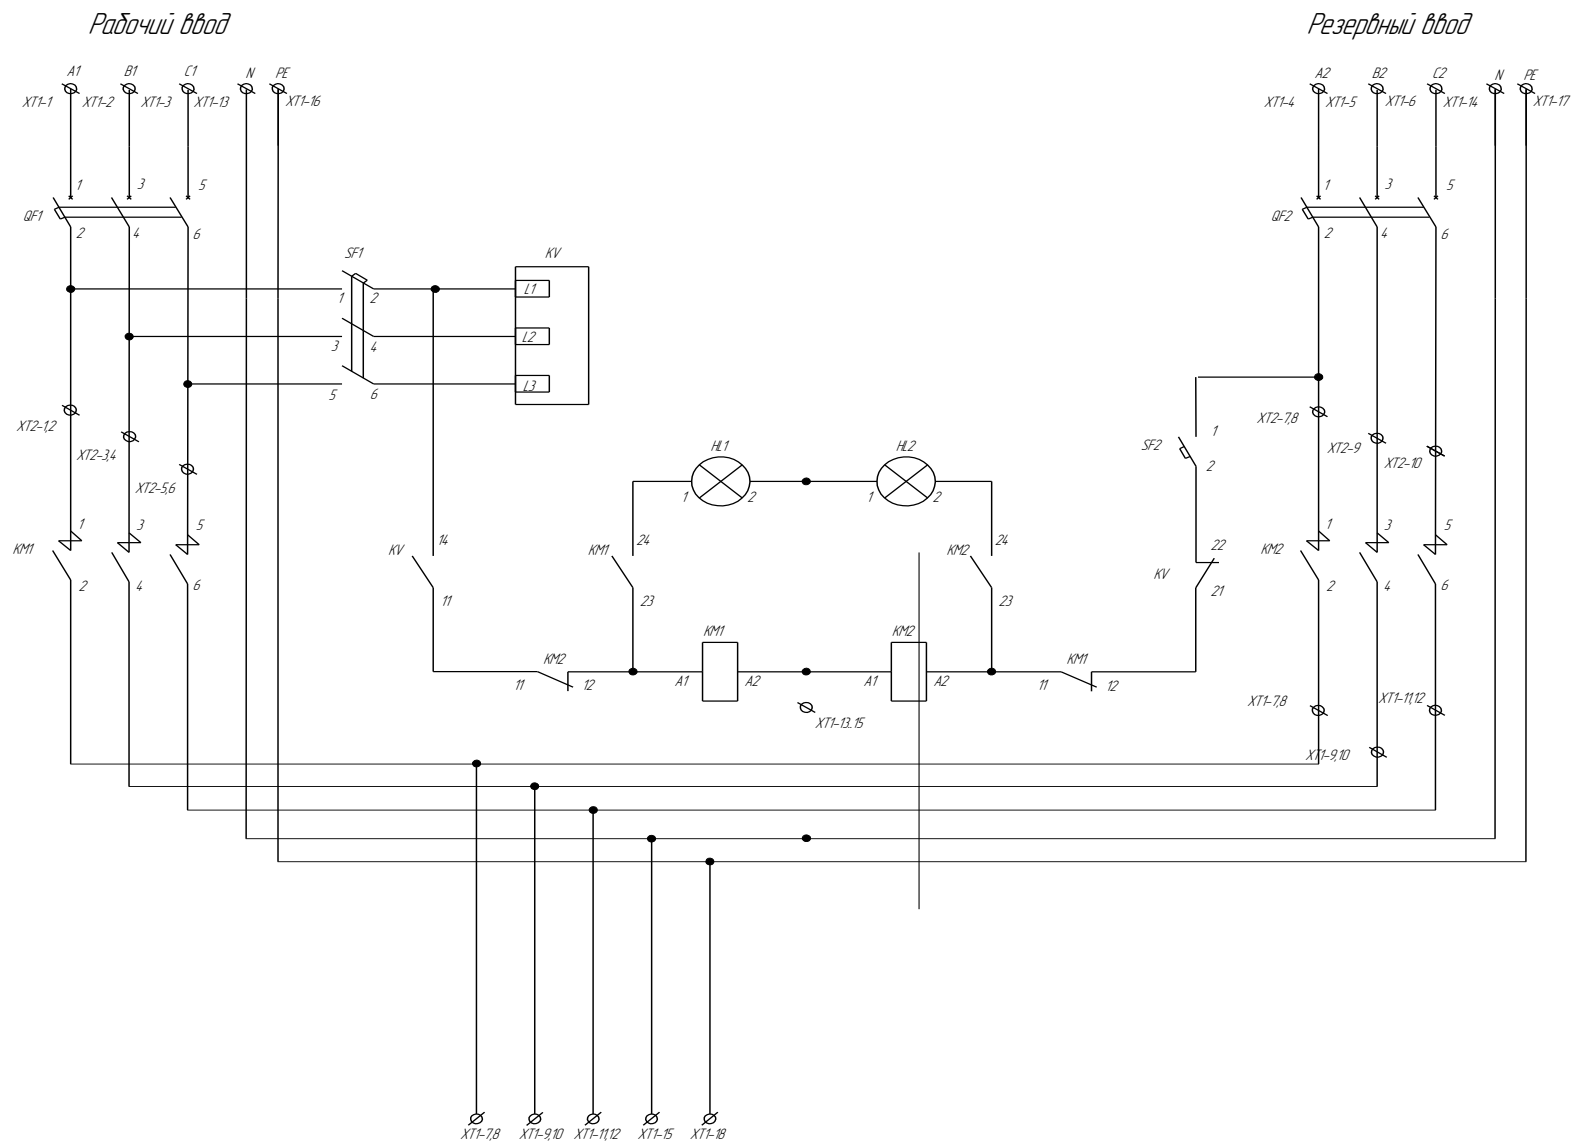 Рабочий ввод
Резервный ввод
A1 B1 C1 N PE
A2 B2 C2 N PE
XT1-1 XT1-2 XT1-3 XT1-13 XT1-16
XT1-4 XT1-5 XT1-6 XT1-14 XT1-17
1 3 5
1 3 5
QF1
QF2
2 4 6
2 4 6
SF1
KV
1 2 L1
3 4 L2
5 6 L3
XT2-1,2
XT2-3,4
XT2-5,6
XT2-7,8
XT2-9
XT2-10
SF2
1
2
HL1
HL2
1 2 1 2
1 3 5
KM1
2 4 6
KV
14
11
KM1
24
23
KM2
24
23
KV
22
21
1 3 5
KM2
2 4 6
KM2
11 12
KM1
A1 A2
KM2
A1 A2
KM1
11 12
XT1-13..15
XT1-7,8
XT1-11,12
XT1-9,10
XT1-7,8 XT1-9,10 XT1-11,12 XT1-15 XT1-18